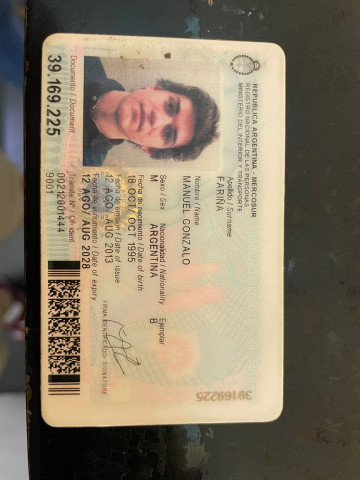 REPUBLICA ARGENTINA - MERCOSUR
REGISTRO NACIONAL DE LAS PERSONAS
MINISTERIO DEL INTERIOR Y TRANSPORTE
Apellido / Surname
FARIÑA
Nombre / Name
MANUEL GONZALO
Sexo / Sex
Nacionalidad / Nationality
Ejemplar
M
ARGENTINA
B
Fecha de nacimiento / Date of birth
18 OCT/ OCT 1995
Fecha de emisión / Date of issue
12 AGO/ AUG 2013
Fecha de vencimiento / Date of expiry
12 AGO/ AUG 2028
FIRMA IDENTIFICADO/ SIGNATURE
Documento / Document
39.169.225
Trámite Nº / Of. ident.
00212801444
9001
39169225